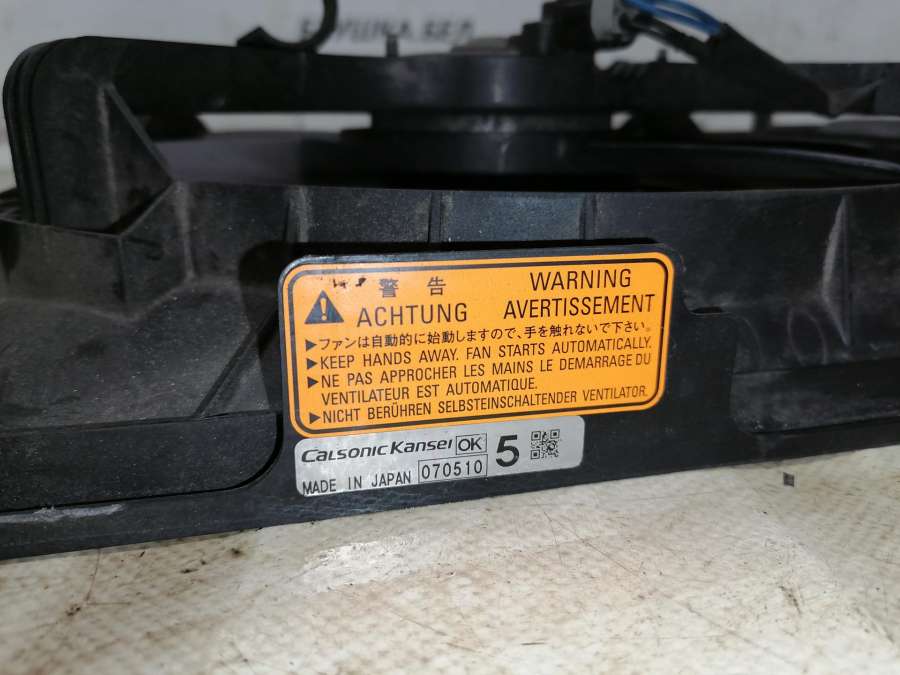 警告 WARNING
ACHTUNG AVERTISSEMENT
▶ファンは自動的に始動しますので、手を触れないで下さい。
▶KEEP HANDS AWAY. FAN STARTS AUTOMATICALLY.
▶NE PAS APPROCHER LES MAINS LE DEMARRAGE DU
VENTILATEUR EST AUTOMATIQUE.
▶NICHT BERÜHREN SELBSTEINSCHALTENDER VENTILATOR.
CalsonicKansei OK 5
MADE IN JAPAN 070510